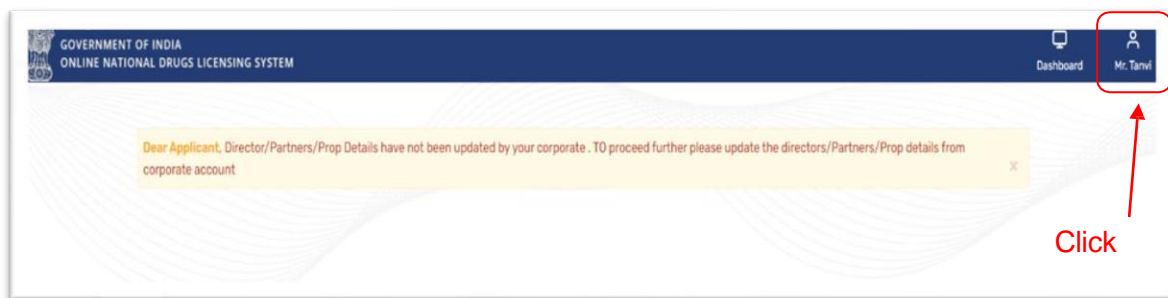 GOVERNMENT OF INDIA
ONLINE NATIONAL DRUGS LICENSING SYSTEM
Dashboard
Mr. Tanvi
Dear Applicant, Director/Partners/Prop Details have not been updated by your corporate . TO proceed further please update the directors/Partners/Prop details from
corporate account
x
Click